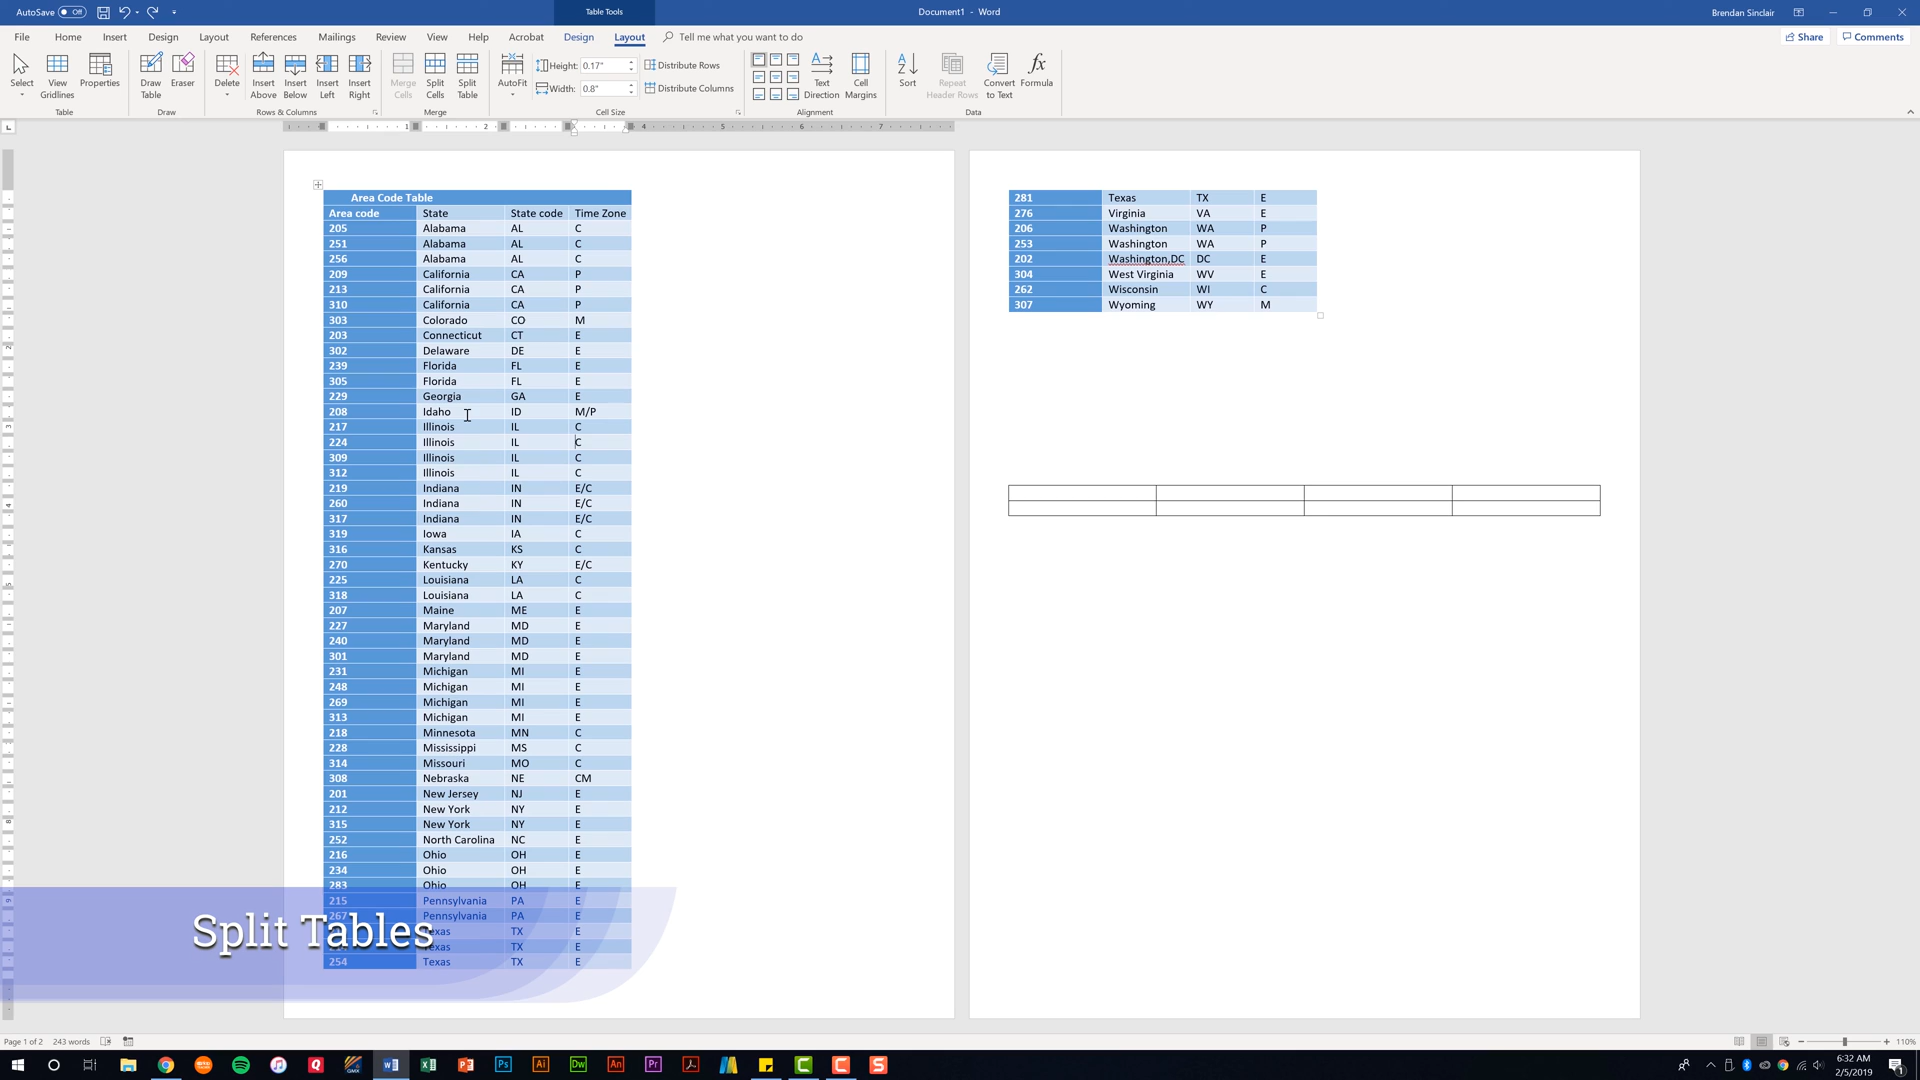 AutoSave Off
Table Tools
Document1 - Word
Brendan Sinclair
File Home Insert Design Layout References Mailings Review View Help Acrobat Design Layout Tell me what you want to do
Share Comments
Select View Gridlines Properties
Draw Table Eraser
Delete Insert Above Insert Below Insert Left Insert Right
Merge Cells Split Cells Split Table
AutoFit Height: 0.17" Distribute Rows
Width: 0.8" Distribute Columns
Text Direction Cell Margins
Sort Repeat Header Rows Convert to Text Formula
Table Draw Rows & Columns Merge Cell Size Alignment Data
1 2 4 5 6 7
Area Code Table
Area code State State code Time Zone
205 Alabama AL C
251 Alabama AL C
256 Alabama AL C
209 California CA P
213 California CA P
310 California CA P
303 Colorado CO M
203 Connecticut CT E
302 Delaware DE E
239 Florida FL E
305 Florida FL E
229 Georgia GA E
208 Idaho ID M/P
217 Illinois IL C
224 Illinois IL C
309 Illinois IL C
312 Illinois IL C
219 Indiana IN E/C
260 Indiana IN E/C
317 Indiana IN E/C
319 Iowa IA C
316 Kansas KS C
270 Kentucky KY E/C
225 Louisiana LA C
318 Louisiana LA C
207 Maine ME E
227 Maryland MD E
240 Maryland MD E
301 Maryland MD E
231 Michigan MI E
248 Michigan MI E
269 Michigan MI E
313 Michigan MI E
218 Minnesota MN C
228 Mississippi MS C
314 Missouri MO C
308 Nebraska NE CM
201 New Jersey NJ E
212 New York NY E
315 New York NY E
252 North Carolina NC E
216 Ohio OH E
234 Ohio OH E
283 Ohio OH E
215 Pennsylvania PA E
267 Pennsylvania PA E
Texas TX E
Texas TX E
254 Texas TX E
281 Texas TX E
276 Virginia VA E
206 Washington WA P
253 Washington WA P
202 Washington,DC DC E
304 West Virginia WV E
262 Wisconsin WI C
307 Wyoming WY M
Split Tables
Page 1 of 2 243 words
110%
6:32 AM
2/5/2019